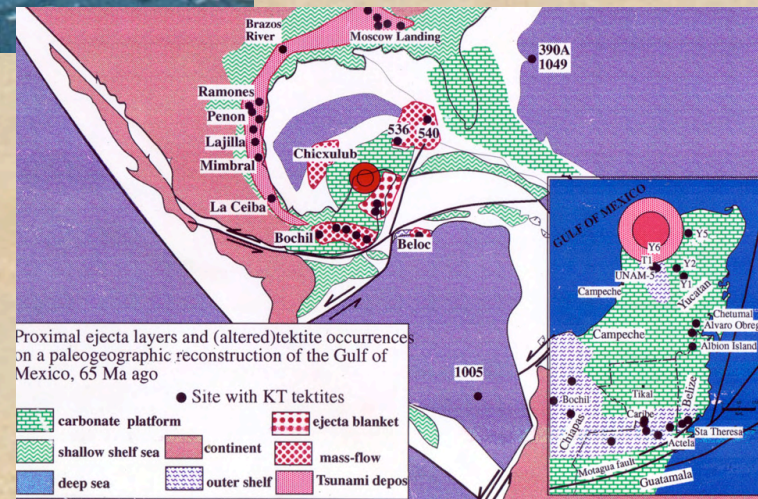 Brazos
River
Moscow Landing
390A
1049
Ramones
Penon
Lajilla
Mimbral
536
540
Chicxulub
La Ceiba
Bochil
Beloc
1005
GULF OF MEXICO
Y6
Y5
T1
UNAM-5
Y2
Y1
Campeche
Yucatan
Chetumal
Campeche
Alvaro Obreg
Albion Island
Tikal
Belize
Bochil
Caribe
Chiapas
Sta Theresa
Actela
Motagua fault
Guatamala
Proximal ejecta layers and (altered)tektite occurrences
on a paleogeographic reconstruction of the Gulf of
Mexico, 65 Ma ago
Site with KT tektites
carbonate platform
ejecta blanket
shallow shelf sea
continent
mass-flow
deep sea
outer shelf
Tsunami depos